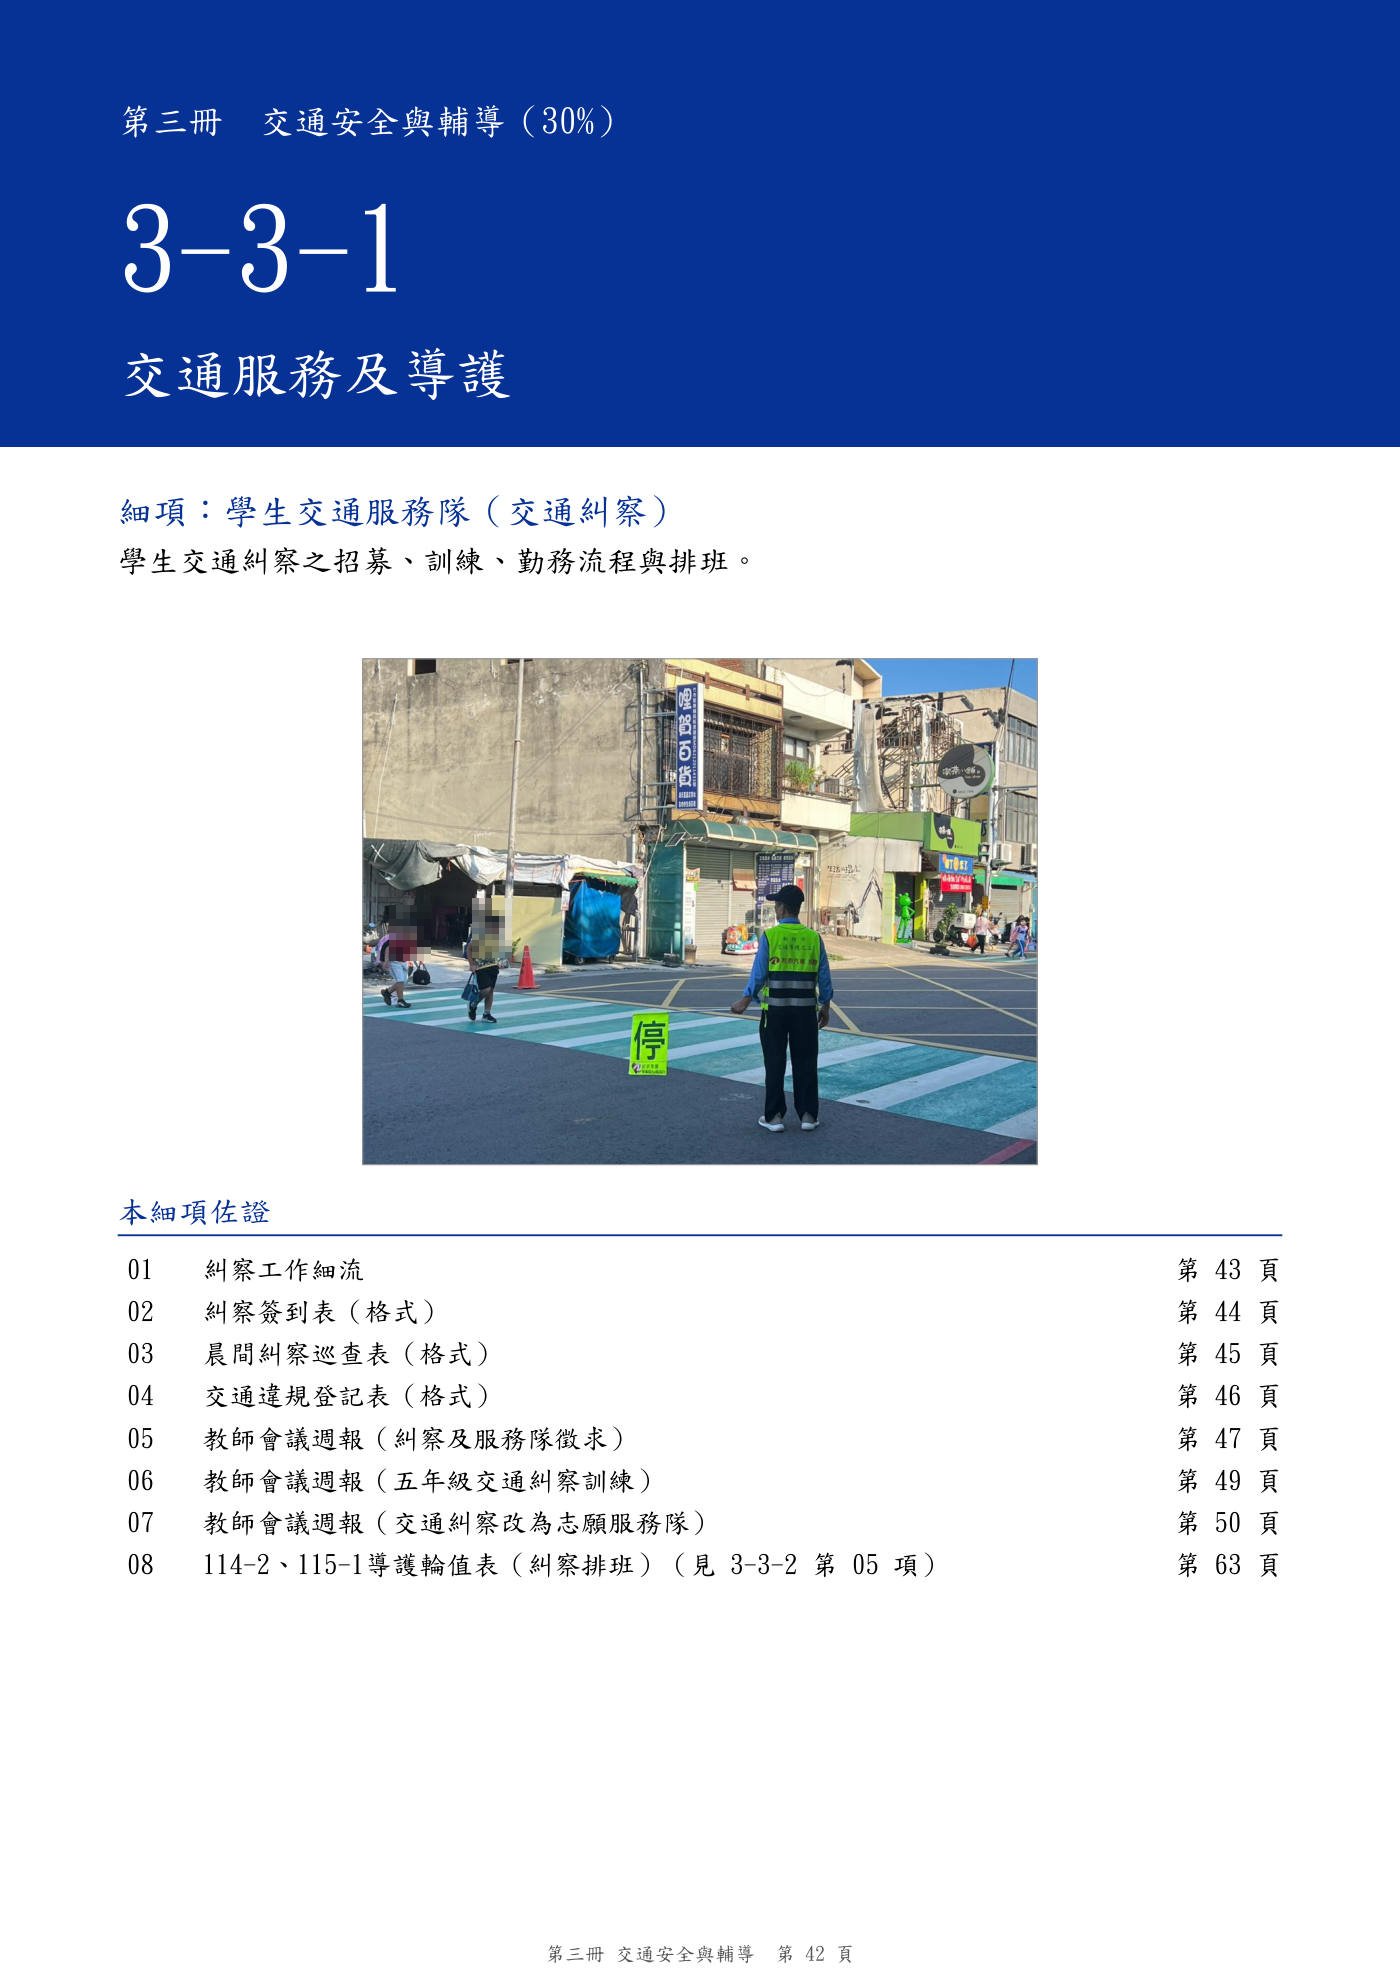 第三冊　交通安全與輔導（30%）
3-3-1
交通服務及導護
細項：學生交通服務隊（交通糾察）
學生交通糾察之招募、訓練、勤務流程與排班。
哩賀百貨
停
本細項佐證
01 糾察工作細流 第 43 頁
02 糾察簽到表（格式） 第 44 頁
03 晨間糾察巡查表（格式） 第 45 頁
04 交通違規登記表（格式） 第 46 頁
05 教師會議週報（糾察及服務隊徵求） 第 47 頁
06 教師會議週報（五年級交通糾察訓練） 第 49 頁
07 教師會議週報（交通糾察改為志願服務隊） 第 50 頁
08 114-2、115-1導護輪值表（糾察排班）（見 3-3-2 第 05 項） 第 63 頁
第三冊 交通安全與輔導　第 42 頁